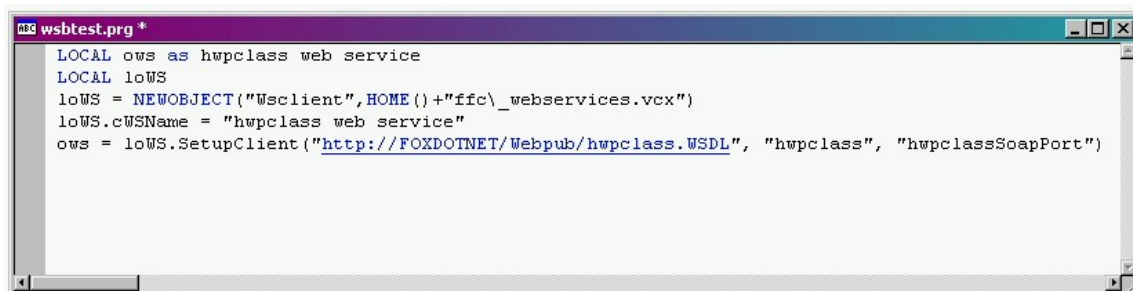 ABC wsbtest.prg *
LOCAL ows as hwpclass web service
LOCAL loWS
loWS = NEWOBJECT("Wsclient",HOME()+"ffc\_webservices.vcx")
loWS.cWSName = "hwpclass web service"
ows = loWS.SetupClient("http://FOXDOTNET/Webpub/hwpclass.WSDL", "hwpclass", "hwpclassSoapPort")